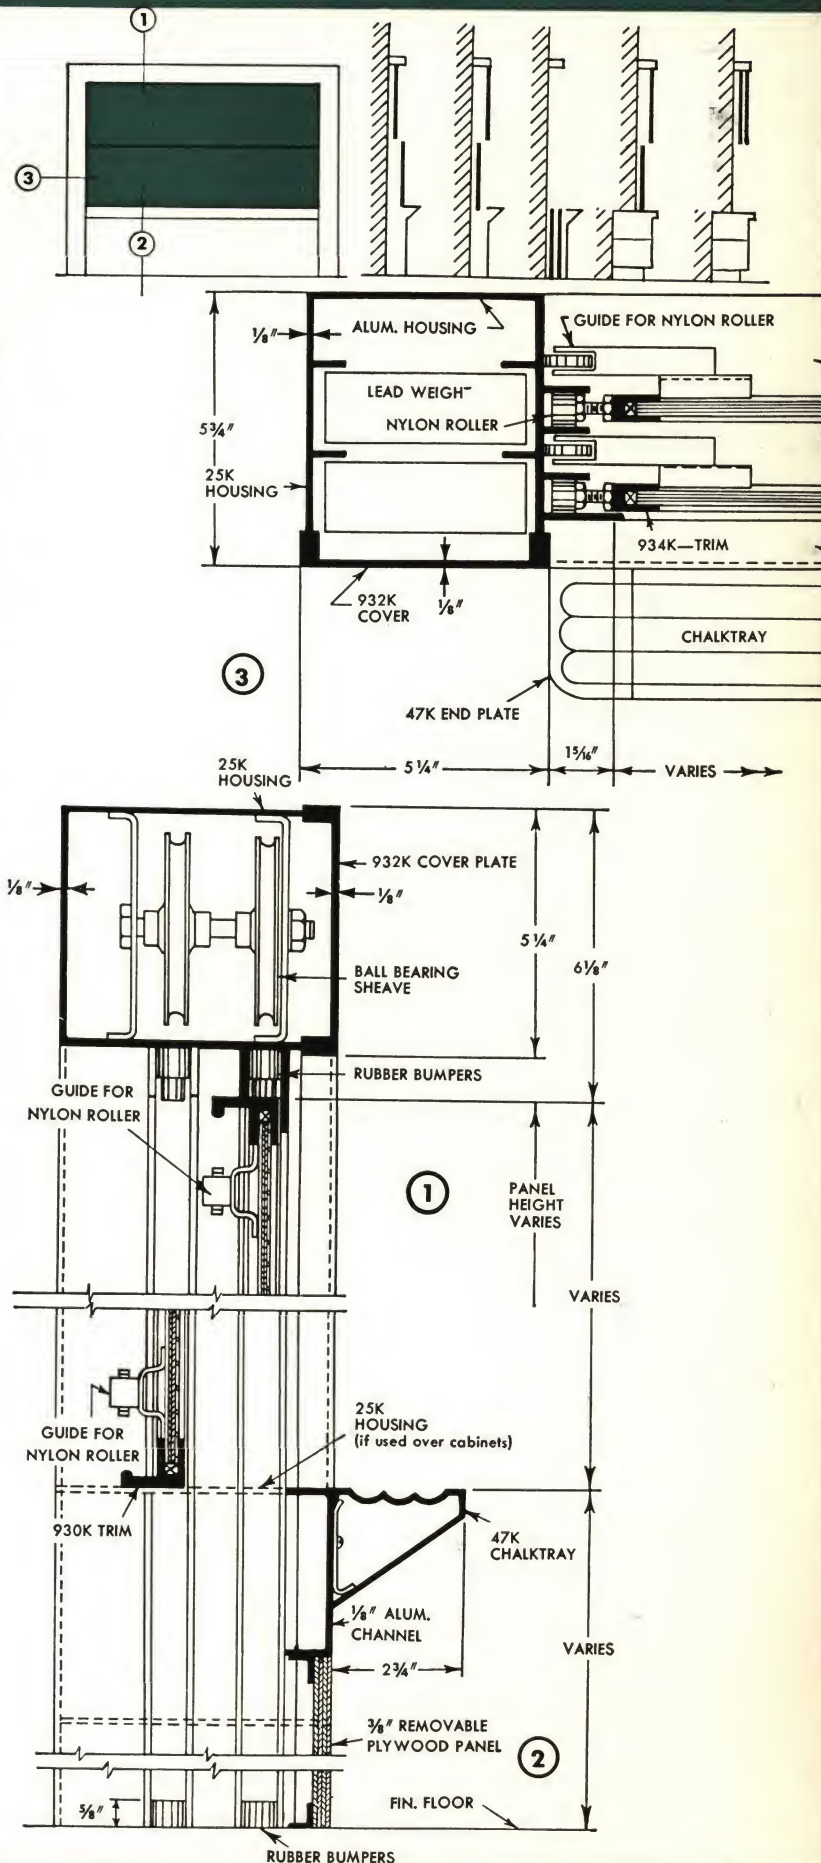 1
3
2
ALUM. HOUSING
GUIDE FOR NYLON ROLLER
1/8"
LEAD WEIGHT
NYLON ROLLER
5 3/4"
25K
HOUSING
934K—TRIM
932K
COVER
1/8"
CHALKTRAY
3
47K END PLATE
5 1/4"
1 5/16"
VARIES
25K
HOUSING
932K COVER PLATE
1/8"
1/8"
5 1/4"
6 1/8"
BALL BEARING
SHEAVE
RUBBER BUMPERS
GUIDE FOR
NYLON ROLLER
1
PANEL
HEIGHT
VARIES
VARIES
GUIDE FOR
NYLON ROLLER
25K
HOUSING
(if used over cabinets)
930K TRIM
47K
CHALKTRAY
1/8" ALUM.
CHANNEL
2 3/4"
VARIES
3/8" REMOVABLE
PLYWOOD PANEL
2
5/8"
FIN. FLOOR
RUBBER BUMPERS